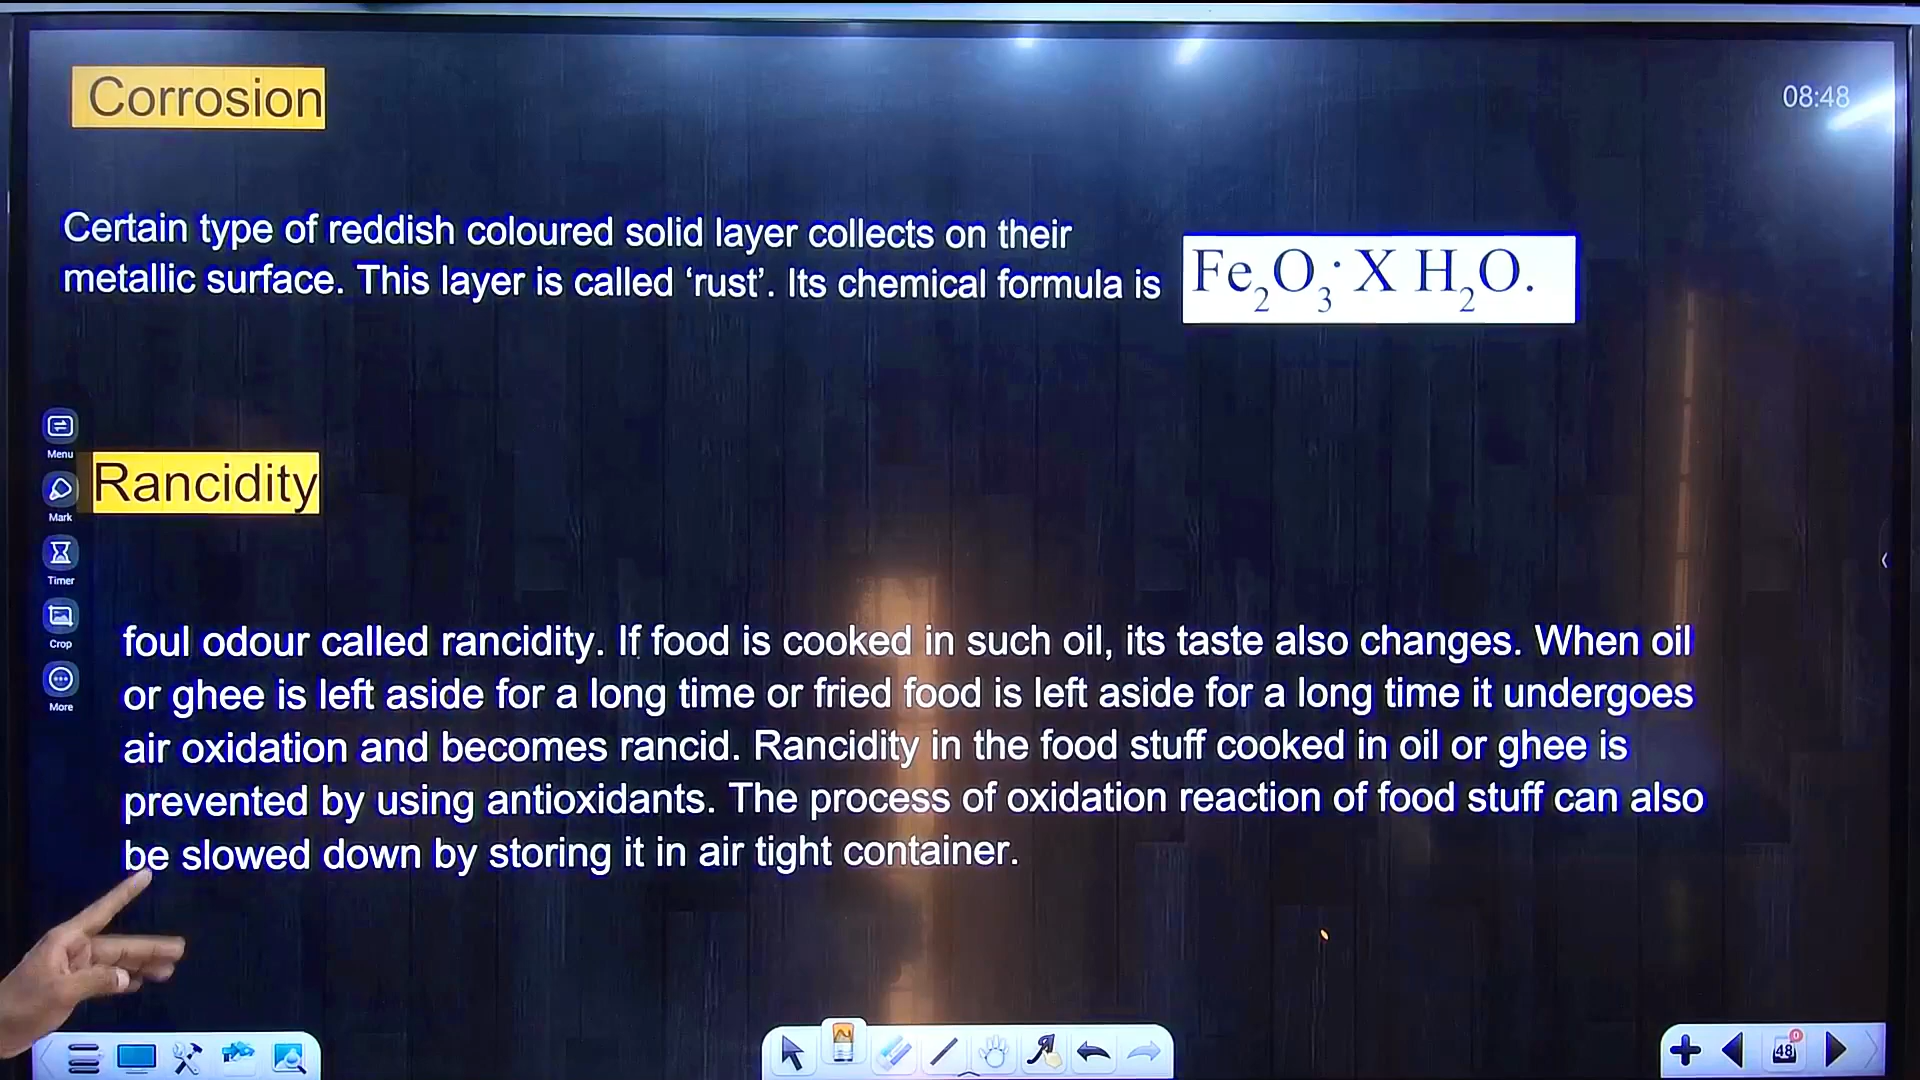 Corrosion
08:48
Certain type of reddish coloured solid layer collects on their
metallic surface. This layer is called ‘rust’. Its chemical formula is
Fe₂O₃· X H₂O.
Menu
Rancidity
Mark
Timer
Crop
More
foul odour called rancidity. If food is cooked in such oil, its taste also changes. When oil
or ghee is left aside for a long time or fried food is left aside for a long time it undergoes
air oxidation and becomes rancid. Rancidity in the food stuff cooked in oil or ghee is
prevented by using antioxidants. The process of oxidation reaction of food stuff can also
be slowed down by storing it in air tight container.
48
0